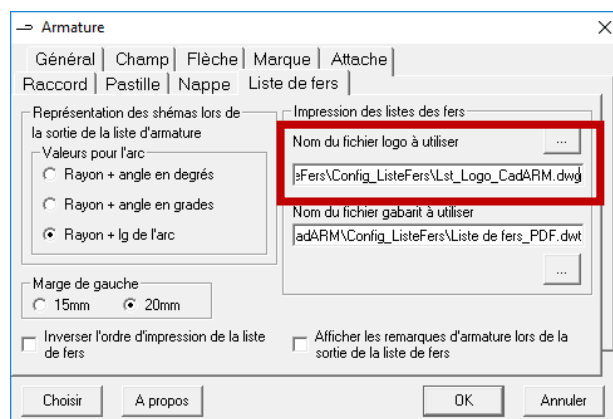 Armature
Général Champ Flèche Marque Attache
Raccord Pastille Nappe Liste de fers
Représentation des shémas lors de
la sortie de la liste d'armature
Valeurs pour l'arc
Rayon + angle en degrés
Rayon + angle en grades
Rayon + lg de l'arc
Marge de gauche
15mm 20mm
Inverser l'ordre d'impression de la liste
de fers
Impression des listes des fers
Nom du fichier logo à utiliser
...
eFers\Config_ListeFers\Lst_Logo_CadARM.dwg
Nom du fichier gabarit à utiliser
adARM\Config_ListeFers\Liste de fers_PDF.dwt
...
Afficher les remarques d'armature lors de la
sortie de la liste de fers
Choisir A propos OK Annuler